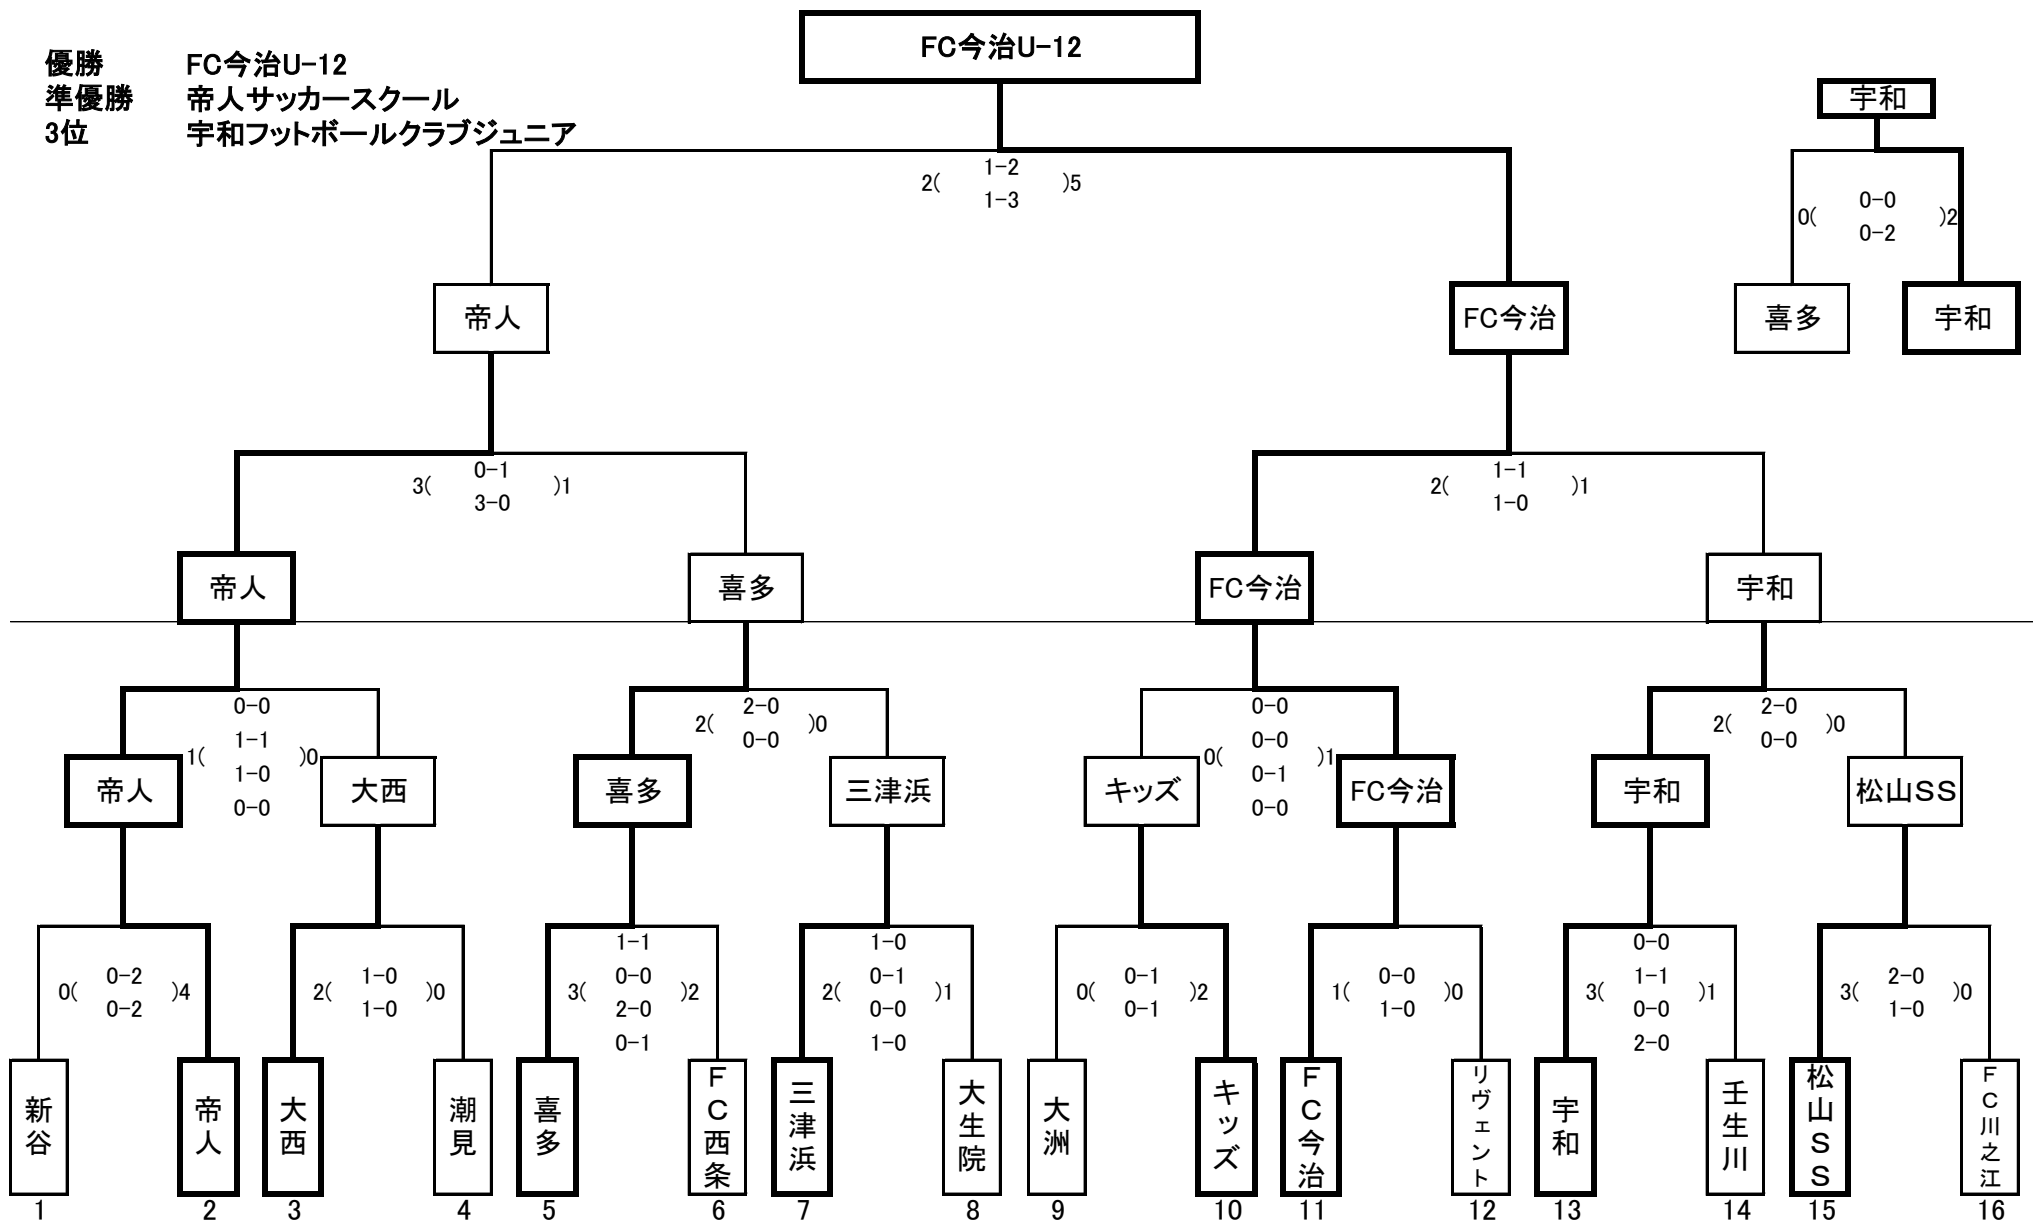 FC今治U-12
優勝 FC今治U-12
準優勝 帝人サッカースクール
3位 宇和フットボールクラブジュニア
宇和
2( 1-2 )5
1-3
0( 0-0 )2
0-2
帝人 FC今治 喜多 宇和
3( 0-1 )1
3-0
2( 1-1 )1
1-0
帝人 喜多 FC今治 宇和
1( 0-0 )0
1-1
1-0
0-0
2( 2-0 )0
0-0
0( 0-0 )1
0-0
0-1
0-0
2( 2-0 )0
0-0
帝人 大西 喜多 三津浜 キッズ FC今治 宇和 松山SS
0( 0-2 )4
0-2
2( 1-0 )0
1-0
3( 1-1 )2
0-0
2-0
0-1
2( 1-0 )1
0-1
0-0
1-0
0( 0-1 )2
0-1
1( 0-0 )0
1-0
3( 0-0 )1
1-1
0-0
2-0
3( 2-0 )0
1-0
新谷
帝人
大西
潮見
喜多
FC西条
三津浜
大生院
大洲
キッズ
FC今治
リヴェント
宇和
壬生川
松山SS
FC川之江
1 2 3 4 5 6 7 8 9 10 11 12 13 14 15 16